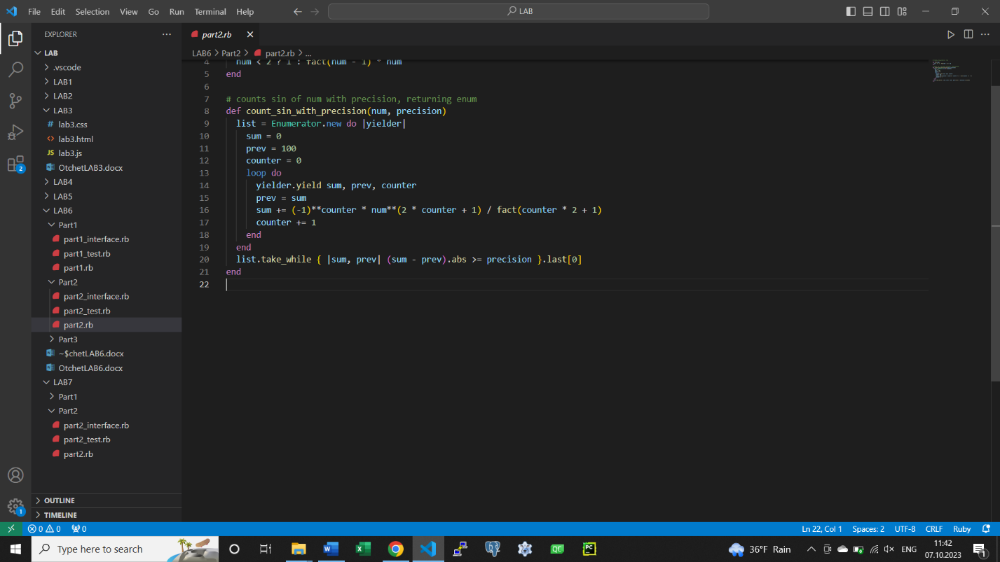 File Edit Selection View Go Run Terminal Help
LAB
EXPLORER
LAB
.vscode
LAB1
LAB2
LAB3
# lab3.css
<> lab3.html
JS lab3.js
OtchetLAB3.docx
LAB4
LAB5
LAB6
Part1
part1_interface.rb
part1_test.rb
part1.rb
Part2
part2_interface.rb
part2_test.rb
part2.rb
Part3
~$chetLAB6.docx
OtchetLAB6.docx
LAB7
Part1
Part2
part2_interface.rb
part2_test.rb
part2.rb
OUTLINE
TIMELINE
2
1
part2.rb
LAB6 > Part2 > part2.rb > ...
4 num < 2 ? 1 : fact(num - 1) * num
5 end
6
7 # counts sin of num with precision, returning enum
8 def count_sin_with_precision(num, precision)
9 list = Enumerator.new do |yielder|
10 sum = 0
11 prev = 100
12 counter = 0
13 loop do
14 yielder.yield sum, prev, counter
15 prev = sum
16 sum += (-1)**counter * num**(2 * counter + 1) / fact(counter * 2 + 1)
17 counter += 1
18 end
19 end
20 list.take_while { |sum, prev| (sum - prev).abs >= precision }.last[0]
21 end
22
0 0 0
Ln 22, Col 1 Spaces: 2 UTF-8 CRLF Ruby
Type here to search
W
X
QC
PC
36°F Rain
ENG
11:42
07.10.2023
1